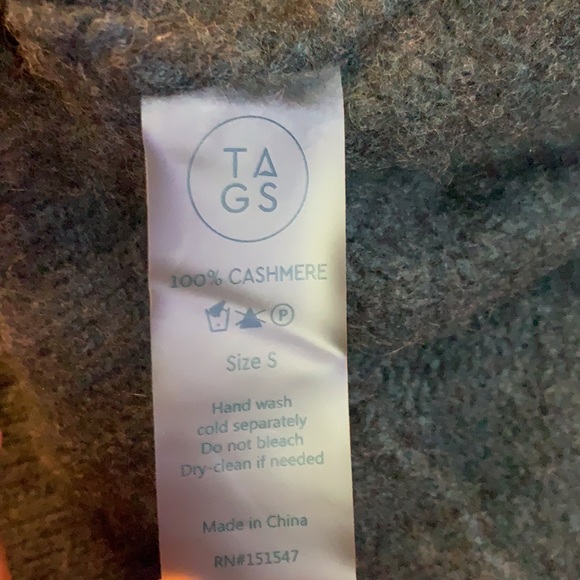 TA
GS
100% CASHMERE
P
Size S
Hand wash
cold separately
Do not bleach
Dry-clean if needed
Made in China
RN#151547